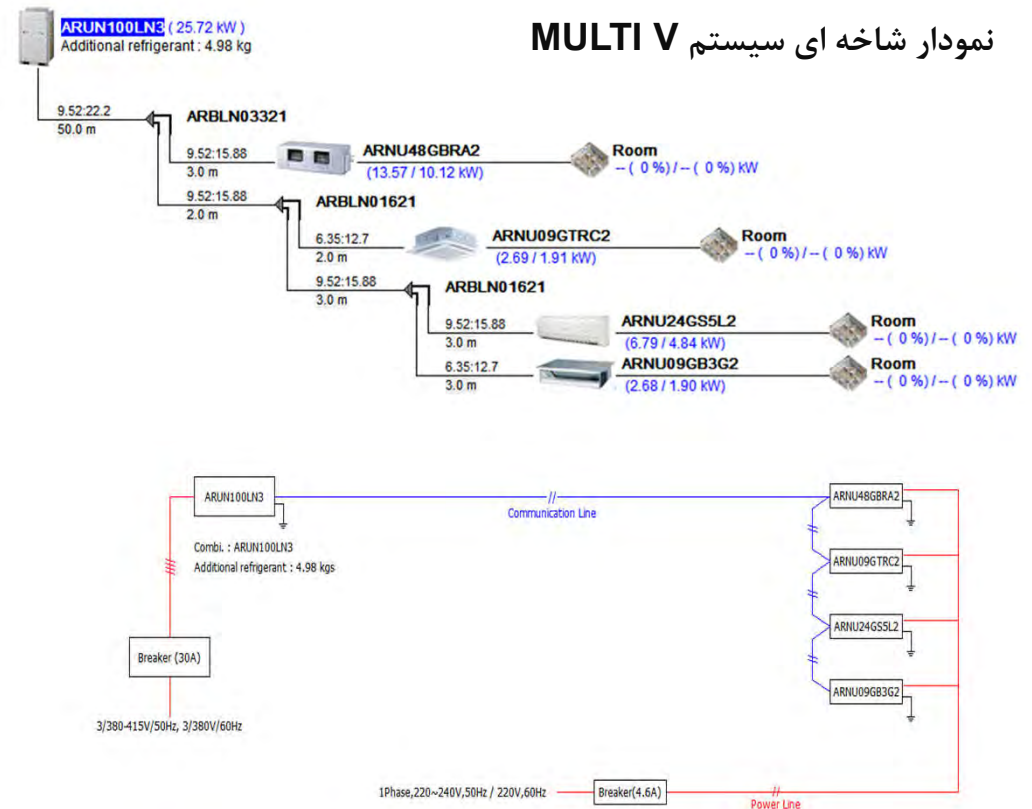 نمودار شاخه ای سیستم MULTI V
ARUN100LN3 ( 25.72 kW )
Additional refrigerant : 4.98 kg
9.52:22.2
50.0 m
ARBLN03321
9.52:15.88
3.0 m
ARNU48GBRA2
(13.57 / 10.12 kW)
Room
-- ( 0 %) / -- ( 0 %) kW
9.52:15.88
2.0 m
ARBLN01621
6.35:12.7
2.0 m
ARNU09GTRC2
(2.69 / 1.91 kW)
Room
-- ( 0 %) / -- ( 0 %) kW
9.52:15.88
3.0 m
ARBLN01621
9.52:15.88
3.0 m
ARNU24GS5L2
(6.79 / 4.84 kW)
Room
-- ( 0 %) / -- ( 0 %) kW
6.35:12.7
3.0 m
ARNU09GB3G2
(2.68 / 1.90 kW)
Room
-- ( 0 %) / -- ( 0 %) kW
ARUN100LN3
Communication Line
ARNU48GBRA2
Combi. : ARUN100LN3
Additional refrigerant : 4.98 kgs
ARNU09GTRC2
ARNU24GS5L2
Breaker (30A)
ARNU09GB3G2
3/380-415V/50Hz, 3/380V/60Hz
1Phase,220~240V,50Hz / 220V,60Hz
Breaker(4.6A)
Power Line